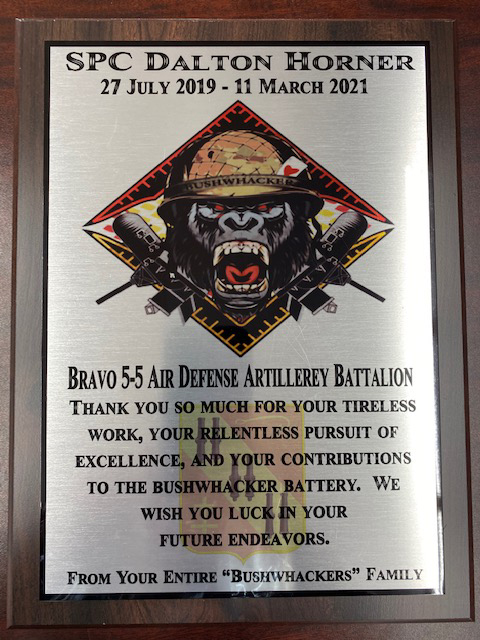 SPC Dalton Horner
27 July 2019 - 11 March 2021
BUSHWHACKER
Bravo 5-5 Air Defense Artillerey Battalion
Thank you so much for your tireless
work, your relentless pursuit of
excellence, and your contributions
to the bushwhacker battery. We
wish you luck in your
future endeavors.
From Your Entire “Bushwhackers” Family